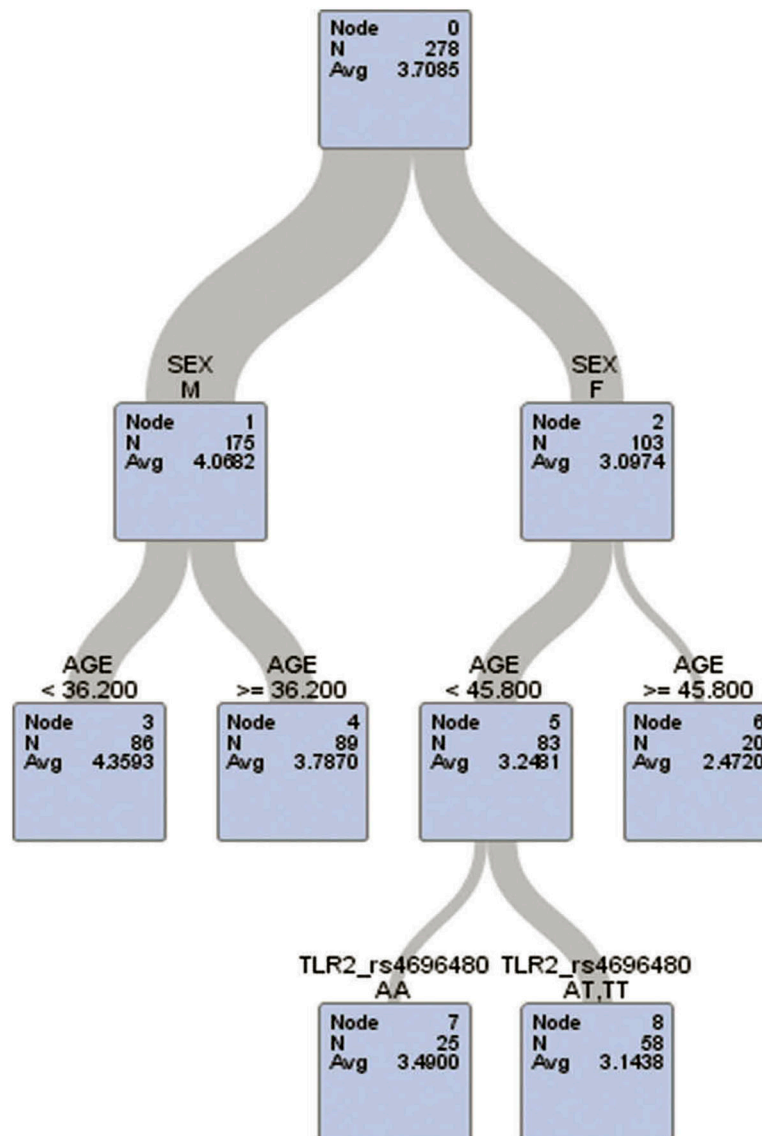 Node 0
N 278
Avg 3.7085
SEX
M
SEX
F
Node 1
N 175
Avg 4.0682
Node 2
N 103
Avg 3.0974
AGE
< 36.200
AGE
>= 36.200
AGE
< 45.800
AGE
>= 45.800
Node 3
N 86
Avg 4.3593
Node 4
N 89
Avg 3.7870
Node 5
N 83
Avg 3.2481
Node 6
N 20
Avg 2.4720
TLR2_rs4696480
AA
TLR2_rs4696480
AT,TT
Node 7
N 25
Avg 3.4900
Node 8
N 58
Avg 3.1438